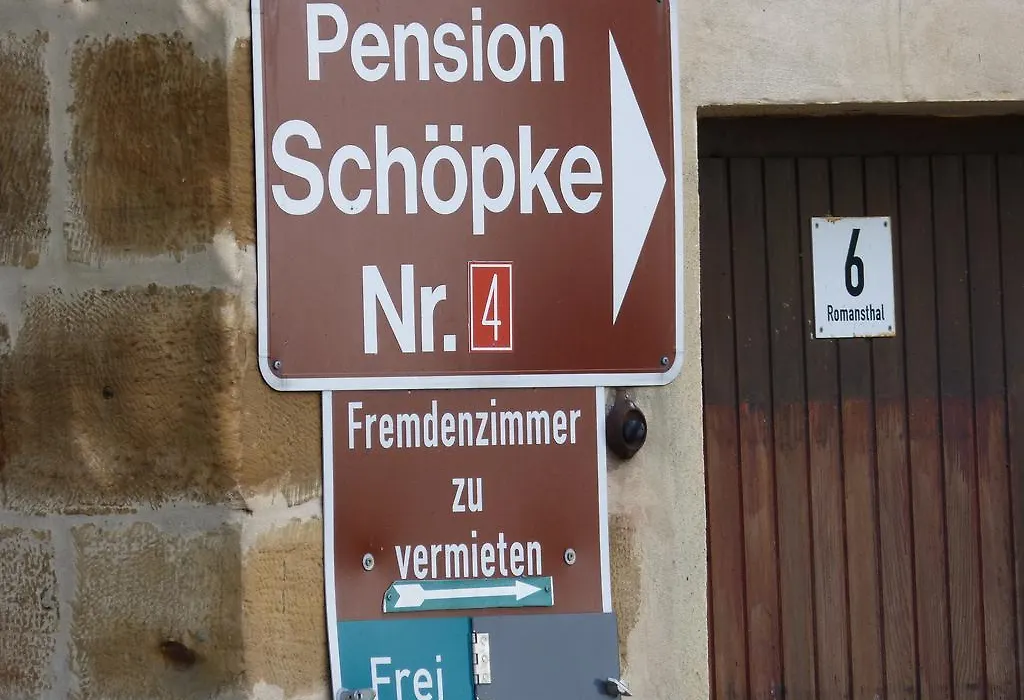 Pension
Schöpke
Nr. 4
Fremdenzimmer
zu
vermieten
Frei
6
Romansthal